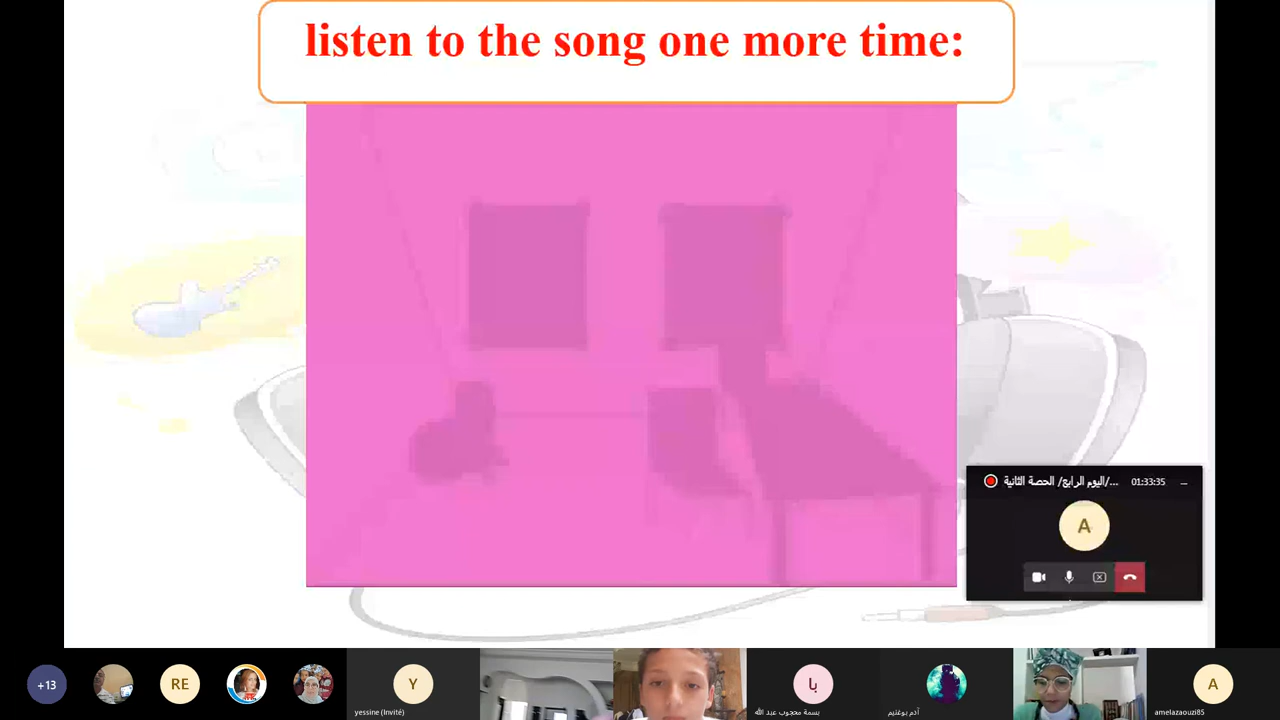 listen to the song one more time:
اليوم الرابع/ الحصة الثانية/...
01:33:35
A
+13
RE
Y
yessine (Invité)
با
بسمة محجوب عبد الله
آدم بوغنيم
A
amelazaouzi85